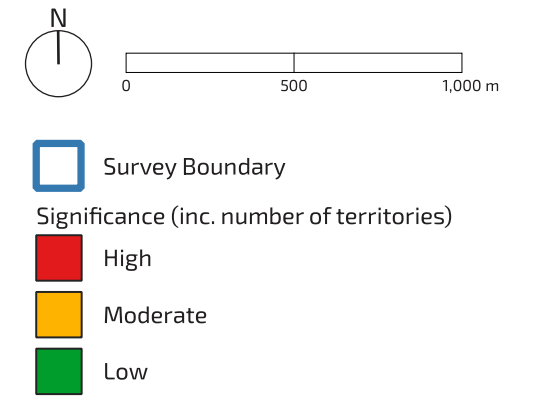 N
0 500 1,000 m
Survey Boundary
Significance (inc. number of territories)
High
Moderate
Low